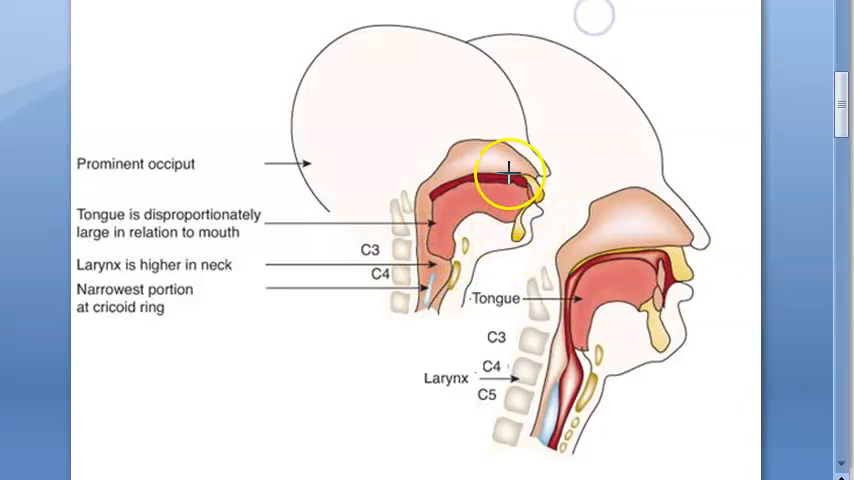 Prominent occiput
Tongue is disproportionately
large in relation to mouth
C3
Larynx is higher in neck
C4
Narrowest portion
at cricoid ring
Tongue
C3
C4
Larynx
C5